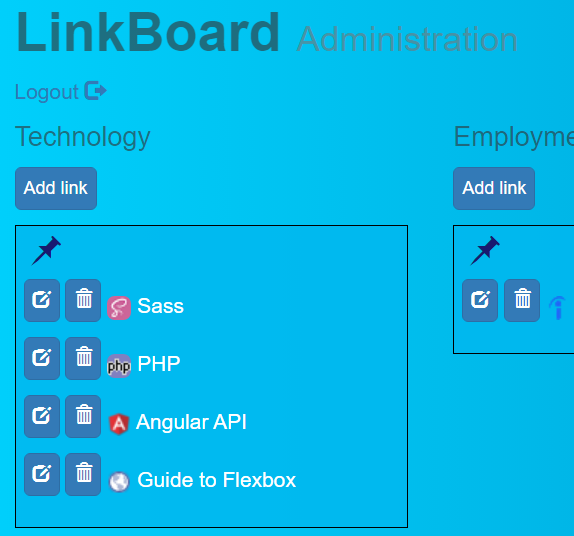 LinkBoard Administration
Logout
Technology
Add link
Sass
php PHP
Angular API
Guide to Flexbox
Employme
Add link